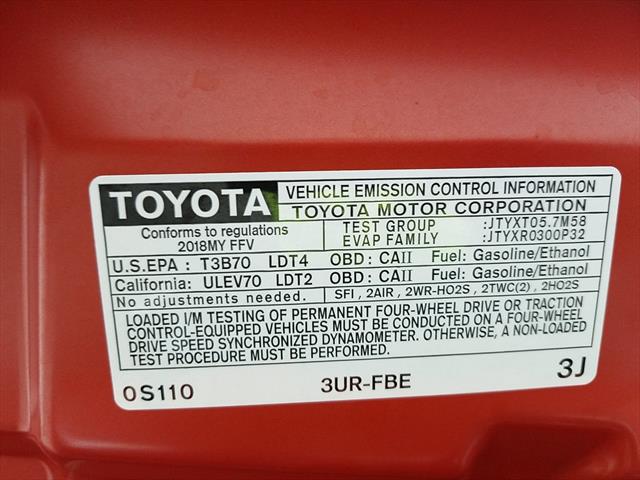 TOYOTA VEHICLE EMISSION CONTROL INFORMATION
TOYOTA MOTOR CORPORATION
Conforms to regulations
2018MY FFV
TEST GROUP :JTYXT05.7M58
EVAP FAMILY :JTYXR0300P32
U.S.EPA : T3B70 LDT4 OBD: CAII Fuel: Gasoline/Ethanol
California: ULEV70 LDT2 OBD: CAII Fuel: Gasoline/Ethanol
No adjustments needed. SFI, 2AIR, 2WR-HO2S, 2TWC(2), 2HO2S
LOADED I/M TESTING OF PERMANENT FOUR-WHEEL DRIVE OR TRACTION
CONTROL-EQUIPPED VEHICLES MUST BE CONDUCTED ON A FOUR-WHEEL
DRIVE SPEED SYNCHRONIZED DYNAMOMETER. OTHERWISE, A NON-LOADED
TEST PROCEDURE MUST BE PERFORMED.
0S110 3UR-FBE 3J